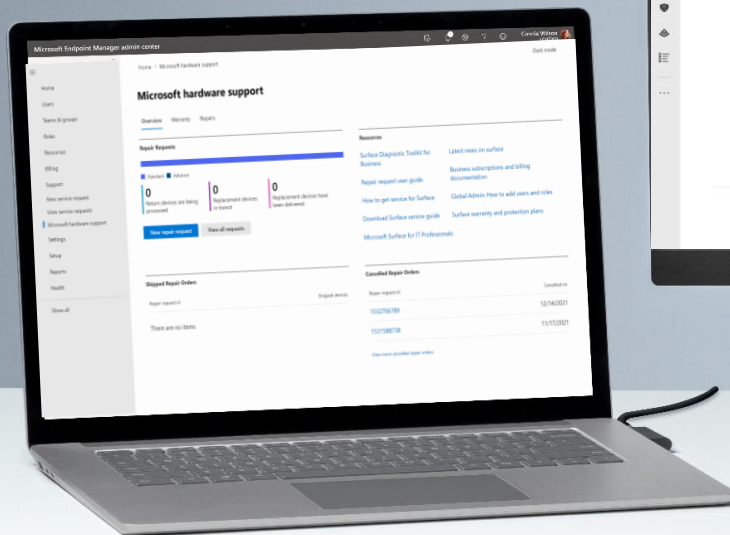 Microsoft Endpoint Manager admin center
Connie Wilson
Home > Microsoft hardware support
Dark mode
Microsoft hardware support
Overview Warranty Repairs
Home
Users
Teams & groups
Roles
Resources
Billing
Support
New service request
View service requests
Microsoft hardware support
Settings
Setup
Reports
Health
Show all
Repair Requests
Standard Advance
0
Return devices are being
processed
0
Replacement devices
in transit
0
Replacement devices have
been delivered
New repair request View all requests
Resources
Surface Diagnostic Toolkit for
Business
Repair request user guide
How to get service for Surface
Download Surface service guide
Microsoft Surface for IT Professionals
Latest news on surface
Business subscriptions and billing
documentation
Global Admin: How to add users and roles
Surface warranty and protection plans
Shipped Repair Orders
Repair request id Shipped devices
There are no items
Cancelled Repair Orders
Repair request id Cancelled on
1532706788 12/14/2021
1531588738 11/17/2021
View more cancelled repair orders